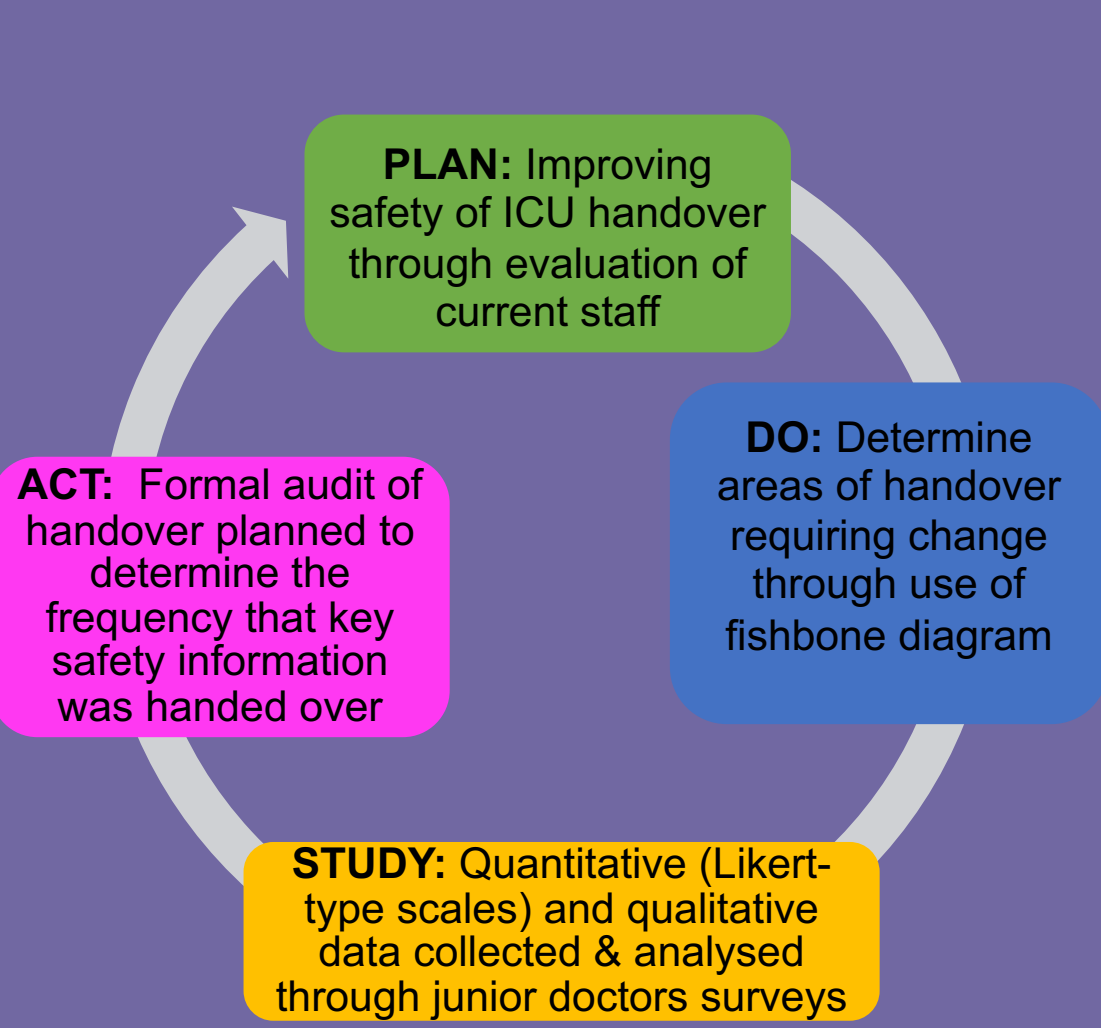 PLAN: Improving
safety of ICU handover
through evaluation of
current staff
DO: Determine
areas of handover
requiring change
through use of
fishbone diagram
STUDY: Quantitative (Likert-
type scales) and qualitative
data collected & analysed
through junior doctors surveys
ACT:  Formal audit of
handover planned to
determine the
frequency that key
safety information
was handed over